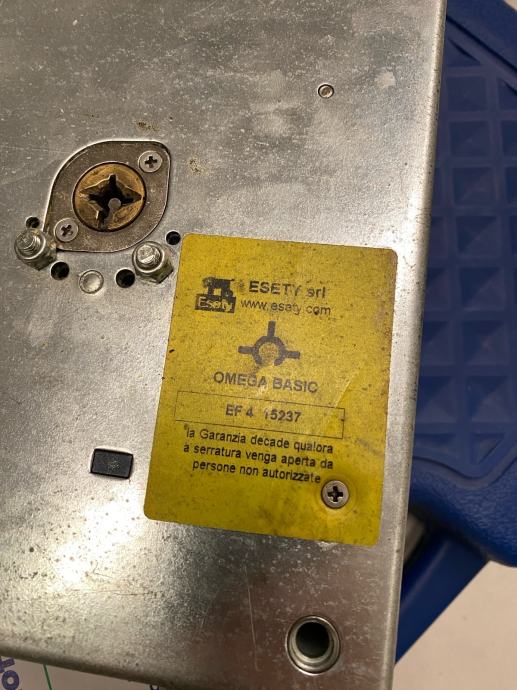 ESETY srl
Esety
www.esety.com
OMEGA BASIC
EF 4 15237
la Garanzia decade qualora
a serratura venga aperta da
persone non autorizzate